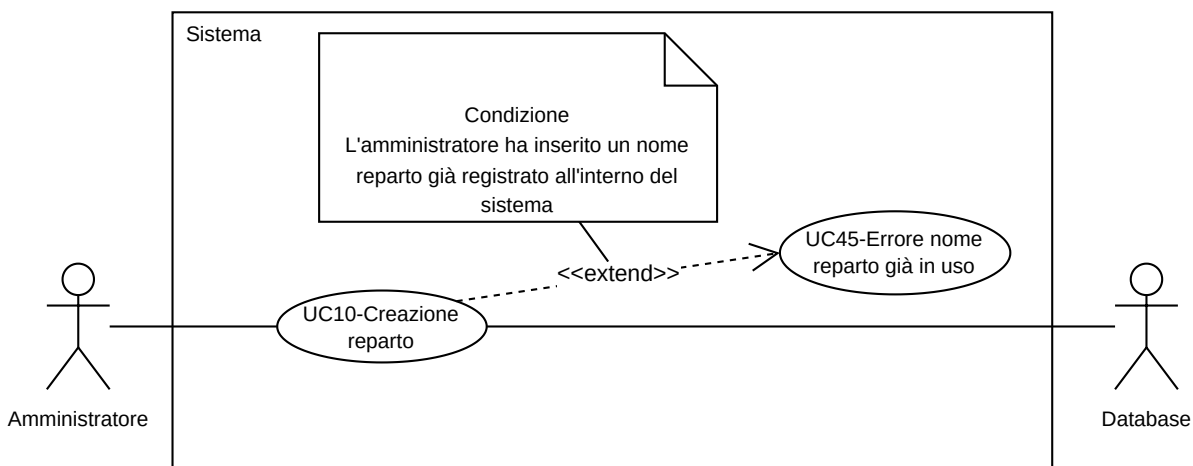 Sistema
Condizione
L'amministratore ha inserito un nome
reparto già registrato all'interno del
sistema
UC45-Errore nome
reparto già in uso
<<extend>>
UC10-Creazione
reparto
Amministratore
Database